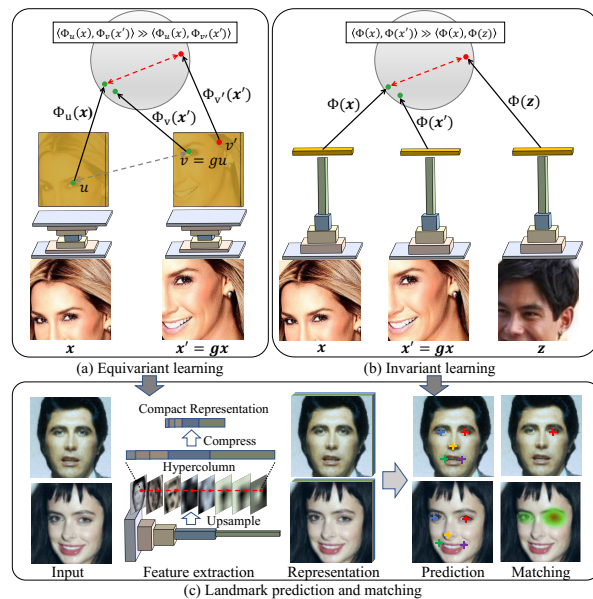 ⟨Φu(x), Φv(x′)⟩ ≫ ⟨Φu(x), Φv′(x′)⟩
Φu(x)
Φv(x′)
Φv′(x′)
u
v = gu
v′
x
x′ = gx
(a) Equivariant learning
⟨Φ(x), Φ(x′)⟩ ≫ ⟨Φ(x), Φ(z)⟩
Φ(x)
Φ(x′)
Φ(z)
x
x′ = gx
z
(b) Invariant learning
Compact Representation
Compress
Hypercolumn
Upsample
Input
Feature extraction
Representation
Prediction
Matching
(c) Landmark prediction and matching